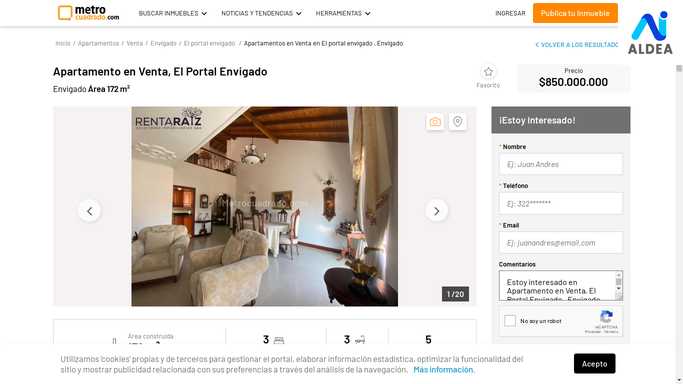 metro
cuadrado.com
BUSCAR INMUEBLES
NOTICIAS Y TENDENCIAS
HERRAMIENTAS
INGRESAR
Publica tu Inmueble
ALDEA
Inicio / Apartamentos / Venta / Envigado / El portal envigado / Apartamentos en Venta en El portal envigado , Envigado
VOLVER A LOS RESULTADO
Apartamento en Venta, El Portal Envigado
Envigado Área 172 m²
Favorito
Precio
$850.000.000
RENTARAÍZ
Metrocuadrado.com
1 / 20
¡Estoy Interesado!
* Nombre
Ej: Juan Andres
* Teléfono
Ej: 322*******
* Email
Ej: juanandres@email.com
Comentarios
Estoy interesado en
Apartamento en Venta, El
Portal Envigado , Envigado
No soy un robot
reCAPTCHA
Privacidad - Términos
Área construida
3
3
5
Utilizamos 'cookies' propias y de terceros para gestionar el portal, elaborar información estadística, optimizar la funcionalidad del
sitio y mostrar publicidad relacionada con sus preferencias a través del análisis de la navegación. Más información.
Acepto